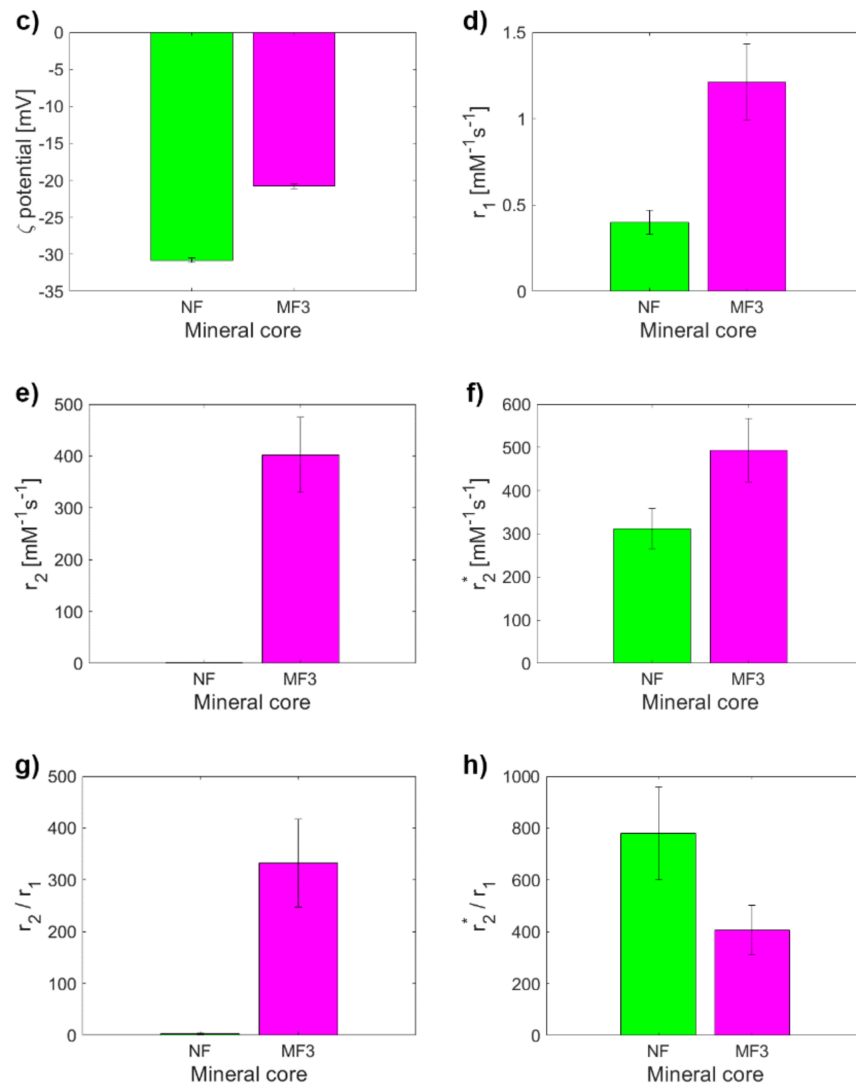 c)
0
-5
-10
-15
-20
-25
-30
-35
ζ potential [mV]
NF MF3
Mineral core
d)
1.5
1
0.5
0
r1 [mM-1s-1]
NF MF3
Mineral core
e)
500
400
300
200
100
0
r2 [mM-1s-1]
NF MF3
Mineral core
f)
600
500
400
300
200
100
0
r2* [mM-1s-1]
NF MF3
Mineral core
g)
500
400
300
200
100
0
r2 / r1
NF MF3
Mineral core
h)
1000
800
600
400
200
0
r2* / r1
NF MF3
Mineral core